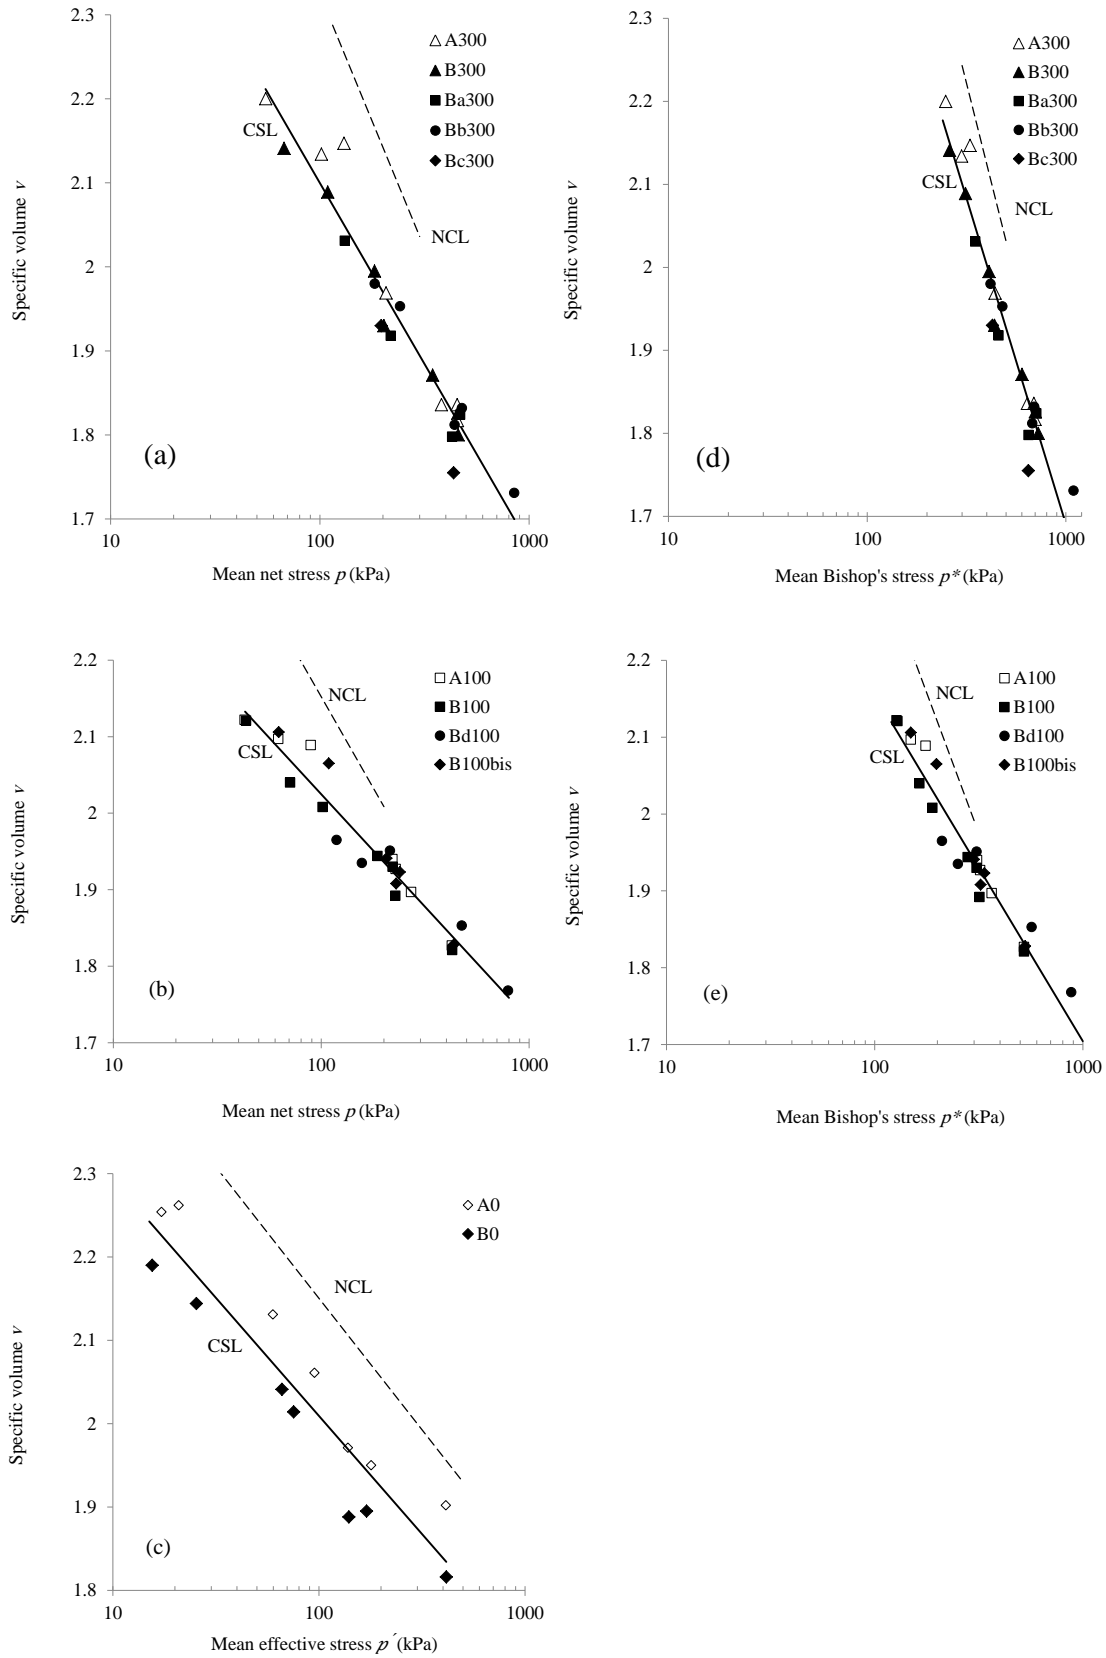 2.3
2.2
2.1
2
1.9
1.8
1.7
10
100
1000
Specific volume v
Mean net stress p (kPa)
A300
B300
Ba300
Bb300
Bc300
CSL
NCL
(a)
2.3
2.2
2.1
2
1.9
1.8
1.7
10
100
1000
Specific volume v
Mean Bishop's stress p* (kPa)
A300
B300
Ba300
Bb300
Bc300
CSL
NCL
(d)
2.2
2.1
2
1.9
1.8
1.7
10
100
1000
Specific volume v
Mean net stress p (kPa)
A100
B100
Bd100
B100bis
NCL
CSL
(b)
2.2
2.1
2
1.9
1.8
1.7
10
100
1000
Specific volume v
Mean Bishop's stress p* (kPa)
A100
B100
Bd100
B100bis
NCL
CSL
(e)
2.3
2.2
2.1
2
1.9
1.8
10
100
1000
Specific volume v
Mean effective stress p´ (kPa)
A0
B0
NCL
CSL
(c)